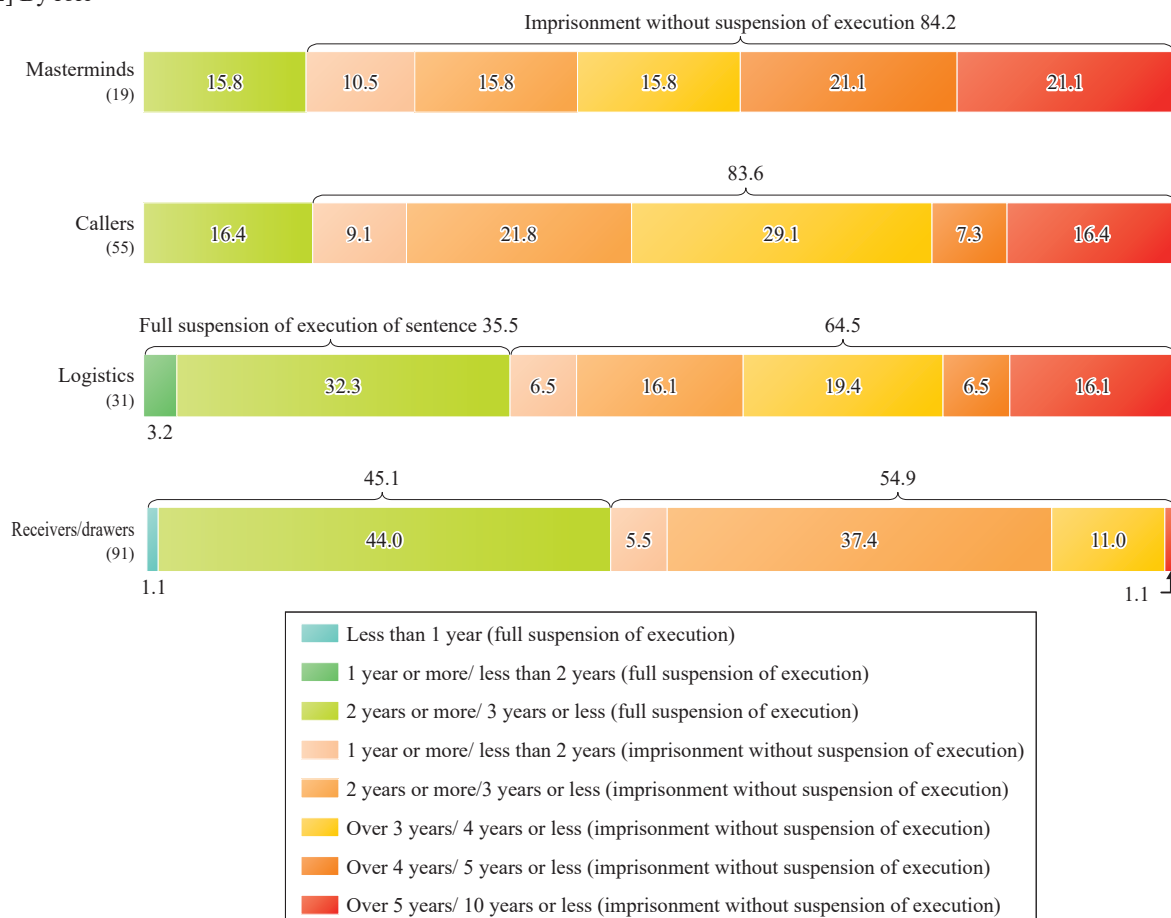 Imprisonment without suspension of execution 84.2
Masterminds
(19)
15.8 10.5 15.8 15.8 21.1 21.1
83.6
Callers
(55)
16.4 9.1 21.8 29.1 7.3 16.4
Full suspension of execution of sentence 35.5 64.5
Logistics
(31)
32.3 6.5 16.1 19.4 6.5 16.1
3.2
45.1 54.9
Receivers/drawers
(91)
44.0 5.5 37.4 11.0
1.1 1.1
Less than 1 year (full suspension of execution)
1 year or more/ less than 2 years (full suspension of execution)
2 years or more/ 3 years or less (full suspension of execution)
1 year or more/ less than 2 years (imprisonment without suspension of execution)
2 years or more/3 years or less (imprisonment without suspension of execution)
Over 3 years/ 4 years or less (imprisonment without suspension of execution)
Over 4 years/ 5 years or less (imprisonment without suspension of execution)
Over 5 years/ 10 years or less (imprisonment without suspension of execution)